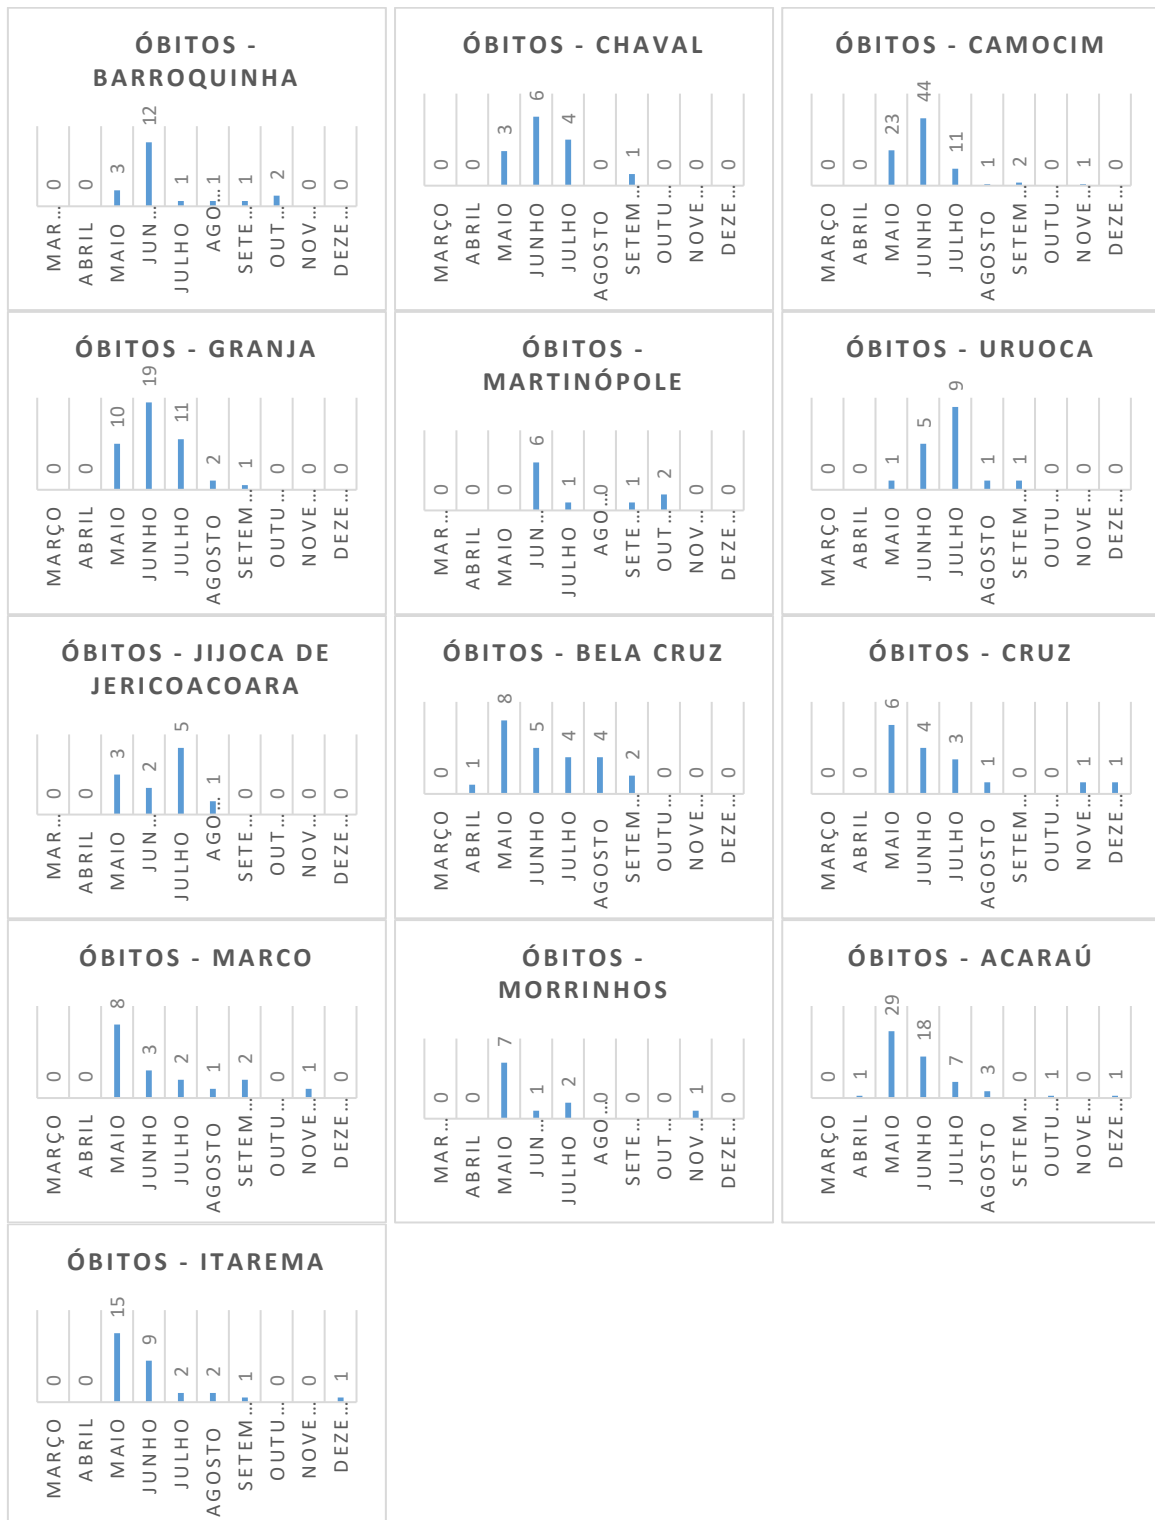 ÓBITOS -
BARROQUINHA
0 0 3 12 1 1 1 2 0 0
MAR...
ABRIL
MAIO
JUN...
JULHO
AGO...
SETE...
OUT...
NOV...
DEZE...
ÓBITOS - CHAVAL
0 0 3 6 4 0 1 0 0 0
MARÇO
ABRIL
MAIO
JUNHO
JULHO
AGOSTO
SETEM...
OUTU...
NOVE...
DEZE...
ÓBITOS - CAMOCIM
0 0 23 44 11 1 2 0 1 0
MARÇO
ABRIL
MAIO
JUNHO
JULHO
AGOSTO
SETEM...
OUTU...
NOVE...
DEZE...
ÓBITOS - GRANJA
0 0 10 19 11 2 1 0 0 0
MARÇO
ABRIL
MAIO
JUNHO
JULHO
AGOSTO
SETEM...
OUTU...
NOVE...
DEZE...
ÓBITOS -
MARTINÓPOLE
0 0 0 6 1 0 1 2 0 0
MAR...
ABRIL
MAIO
JUN...
JULHO
AGO...
SETE...
OUT...
NOV...
DEZE...
ÓBITOS - URUOCA
0 0 1 5 9 1 1 0 0 0
MARÇO
ABRIL
MAIO
JUNHO
JULHO
AGOSTO
SETEM...
OUTU...
NOVE...
DEZE...
ÓBITOS - JIJOCA DE
JERICOACOARA
0 0 3 2 5 1 0 0 0 0
MAR...
ABRIL
MAIO
JUN...
JULHO
AGO...
SETE...
OUT...
NOV...
DEZE...
ÓBITOS - BELA CRUZ
0 1 8 5 4 4 2 0 0 0
MARÇO
ABRIL
MAIO
JUNHO
JULHO
AGOSTO
SETEM...
OUTU...
NOVE...
DEZE...
ÓBITOS - CRUZ
0 0 6 4 3 1 0 0 1 1
MARÇO
ABRIL
MAIO
JUNHO
JULHO
AGOSTO
SETEM...
OUTU...
NOVE...
DEZE...
ÓBITOS - MARCO
0 0 8 3 2 1 2 0 1 0
MARÇO
ABRIL
MAIO
JUNHO
JULHO
AGOSTO
SETEM...
OUTU...
NOVE...
DEZE...
ÓBITOS -
MORRINHOS
0 0 7 1 2 0 0 0 1 0
MAR...
ABRIL
MAIO
JUN...
JULHO
AGO...
SETE...
OUT...
NOV...
DEZE...
ÓBITOS - ACARAÚ
0 1 29 18 7 3 0 1 0 1
MARÇO
ABRIL
MAIO
JUNHO
JULHO
AGOSTO
SETEM...
OUTU...
NOVE...
DEZE...
ÓBITOS - ITAREMA
0 0 15 9 2 2 1 0 0 1
MARÇO
ABRIL
MAIO
JUNHO
JULHO
AGOSTO
SETEM...
OUTU...
NOVE...
DEZE...